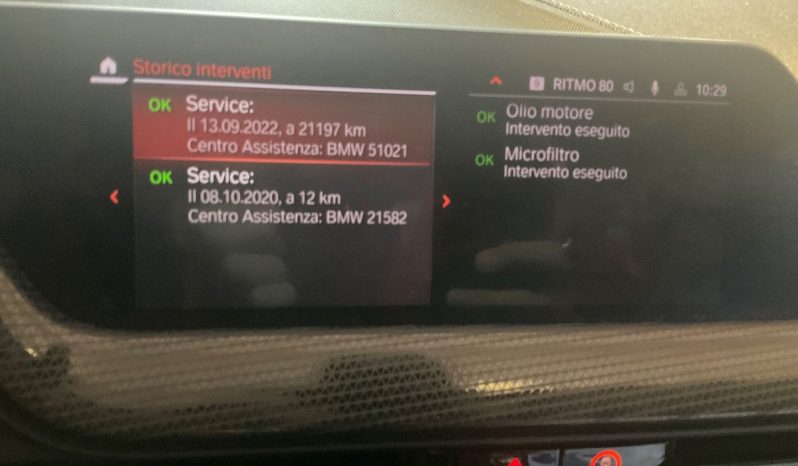 Storico interventi
9 RITMO 80 10:29
OK Service:
Il 13.09.2022, a 21197 km
Centro Assistenza: BMW 51021
OK Service:
Il 08.10.2020, a 12 km
Centro Assistenza: BMW 21582
OK Olio motore
Intervento eseguito
OK Microfiltro
Intervento eseguito